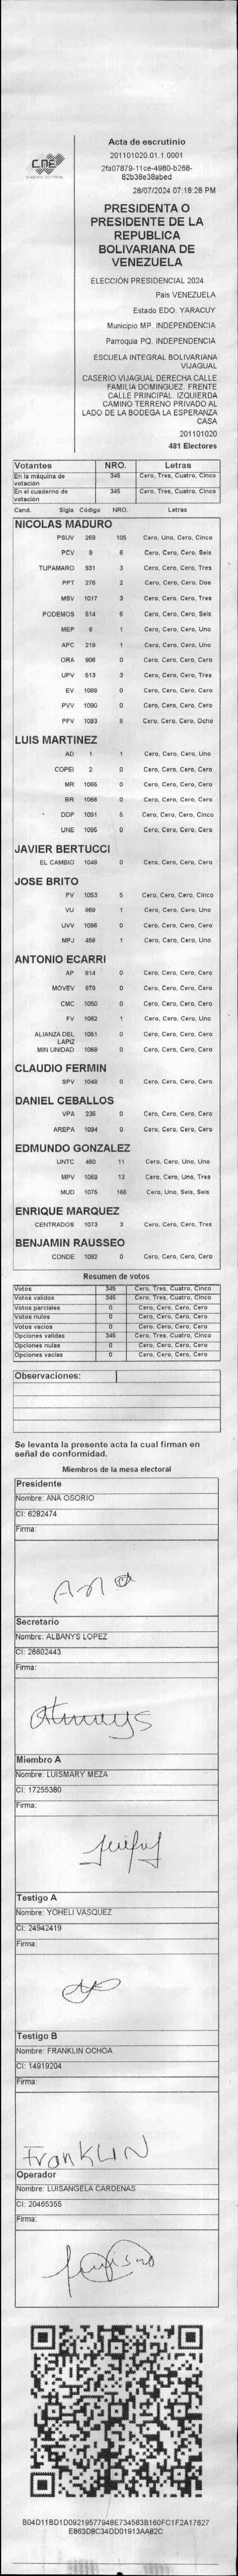 CNE
Acta de escrutinio
201101020.01.1.0001
2fa07879-11ce-4980-b268-
82b38e38abed
28/07/2024 07:18:28 PM
PRESIDENTA O
PRESIDENTE DE LA
REPUBLICA
BOLIVARIANA DE
VENEZUELA
ELECCIÓN PRESIDENCIAL 2024
País VENEZUELA
Estado EDO. YARACUY
Municipio MP. INDEPENDENCIA
Parroquia PQ. INDEPENDENCIA
ESCUELA INTEGRAL BOLIVARIANA
VIJAGUAL
CASERIO VIJAGUAL DERECHA CALLE
FAMILIA DOMINGUEZ. FRENTE
CALLE PRINCIPAL. IZQUIERDA
CAMINO TERRENO PRIVADO AL
LADO DE LA BODEGA LA ESPERANZA
CASA
201101020
481 Electores
Votantes NRO. Letras
En la máquina de votación 345 Cero, Tres, Cuatro, Cinco
En el cuaderno de votación 345 Cero, Tres, Cuatro, Cinco
Cand. Sigla Código NRO. Letras
NICOLAS MADURO
PSUV 269 105 Cero, Uno, Cero, Cinco
PCV 9 6 Cero, Cero, Cero, Seis
TUPAMARO 931 3 Cero, Cero, Cero, Tres
PPT 276 2 Cero, Cero, Cero, Dos
MSV 1017 3 Cero, Cero, Cero, Tres
PODEMOS 514 6 Cero, Cero, Cero, Seis
MEP 6 1 Cero, Cero, Cero, Uno
APC 219 1 Cero, Cero, Cero, Uno
ORA 906 0 Cero, Cero, Cero, Cero
UPV 513 3 Cero, Cero, Cero, Tres
EV 1089 0 Cero, Cero, Cero, Cero
PVV 1090 0 Cero, Cero, Cero, Cero
PFV 1093 8 Cero, Cero, Cero, Ocho
LUIS MARTINEZ
AD 1 1 Cero, Cero, Cero, Uno
COPEI 2 0 Cero, Cero, Cero, Cero
MR 1065 0 Cero, Cero, Cero, Cero
BR 1066 0 Cero, Cero, Cero, Cero
DDP 1091 5 Cero, Cero, Cero, Cinco
UNE 1095 0 Cero, Cero, Cero, Cero
JAVIER BERTUCCI
EL CAMBIO 1048 0 Cero, Cero, Cero, Cero
JOSE BRITO
PV 1053 5 Cero, Cero, Cero, Cinco
VU 868 1 Cero, Cero, Cero, Uno
UVV 1096 0 Cero, Cero, Cero, Cero
MPJ 458 1 Cero, Cero, Cero, Uno
ANTONIO ECARRI
AP 914 0 Cero, Cero, Cero, Cero
MOVEV 879 0 Cero, Cero, Cero, Cero
CMC 1050 0 Cero, Cero, Cero, Cero
FV 1062 1 Cero, Cero, Cero, Uno
ALIANZA DEL LAPIZ 1051 0 Cero, Cero, Cero, Cero
MIN UNIDAD 1068 0 Cero, Cero, Cero, Cero
CLAUDIO FERMIN
SPV 1049 0 Cero, Cero, Cero, Cero
DANIEL CEBALLOS
VPA 236 0 Cero, Cero, Cero, Cero
AREPA 1094 0 Cero, Cero, Cero, Cero
EDMUNDO GONZALEZ
UNTC 460 11 Cero, Cero, Uno, Uno
MPV 1069 13 Cero, Cero, Uno, Tres
MUD 1075 166 Cero, Uno, Seis, Seis
ENRIQUE MARQUEZ
CENTRADOS 1073 3 Cero, Cero, Cero, Tres
BENJAMIN RAUSSEO
CONDE 1092 0 Cero, Cero, Cero, Cero
Resumen de votos
Votos 345 Cero, Tres, Cuatro, Cinco
Votos validos 345 Cero, Tres, Cuatro, Cinco
Votos parciales 0 Cero, Cero, Cero, Cero
Votos nulos 0 Cero, Cero, Cero, Cero
Votos vacios 0 Cero, Cero, Cero, Cero
Opciones validas 345 Cero, Tres, Cuatro, Cinco
Opciones nulas 0 Cero, Cero, Cero, Cero
Opciones vacias 0 Cero, Cero, Cero, Cero
Observaciones:
Se levanta la presente acta la cual firman en
señal de conformidad.
Miembros de la mesa electoral
Presidente
Nombre: ANA OSORIO
CI: 6282474
Firma:
Ana O
Secretario
Nombre: ALBANYS LOPEZ
CI: 26602443
Firma:
Miembro A
Nombre: LUISMARY MEZA
CI: 17255380
Firma:
Testigo A
Nombre: YOHELI VASQUEZ
CI: 24942419
Firma:
Testigo B
Nombre: FRANKLIN OCHOA
CI: 14919204
Firma:
FranKLIN
Operador
Nombre: LUISANGELA CARDENAS
CI: 20465355
Firma:
B04D11BD1D09219577948E734583B160FC1F2A17627
E863D8C34DD01913AA82C